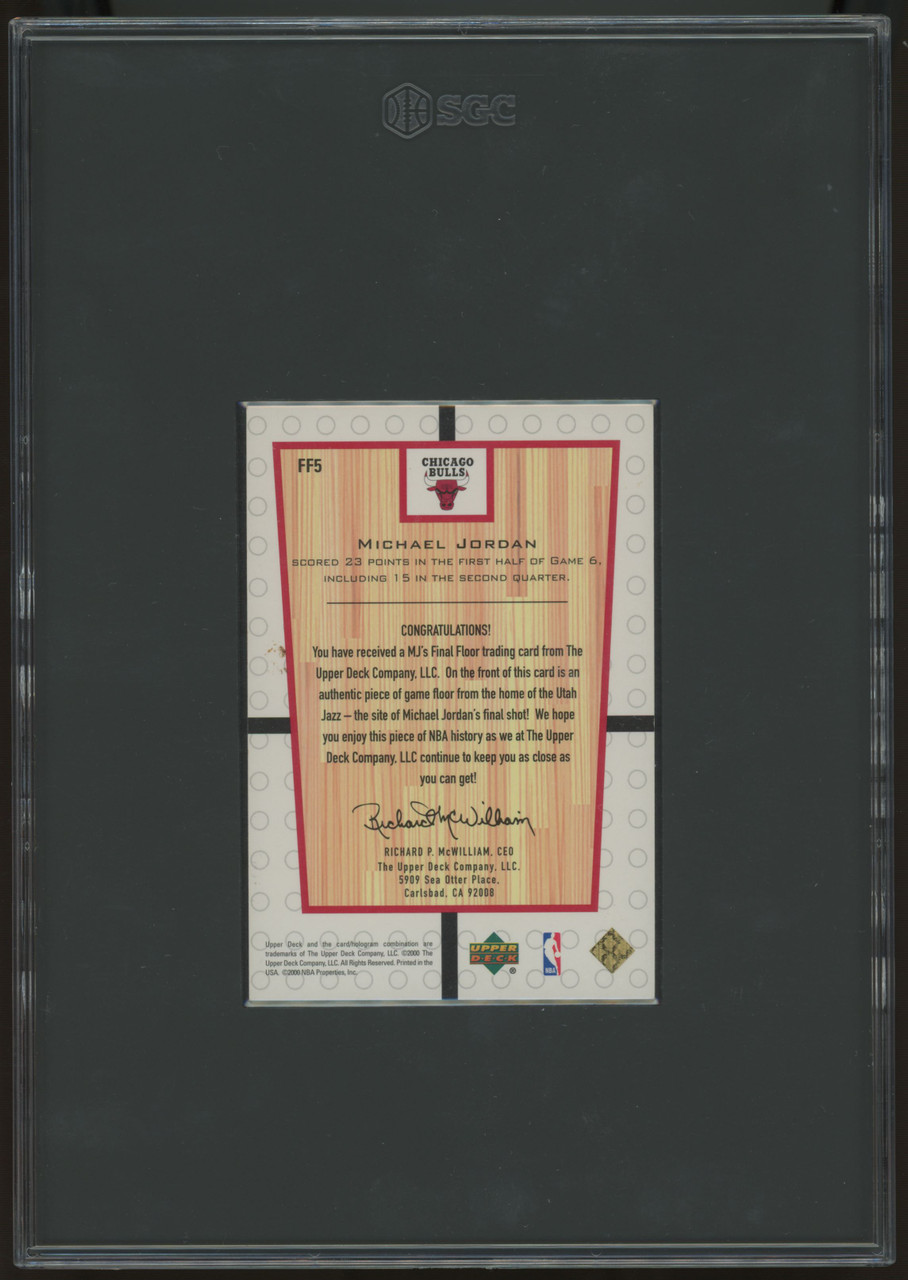 SGC
FF5
CHICAGO
BULLS
MICHAEL JORDAN
SCORED 23 POINTS IN THE FIRST HALF OF GAME 6,
INCLUDING 15 IN THE SECOND QUARTER.
CONGRATULATIONS!
You have received a MJ's Final Floor trading card from The
Upper Deck Company, LLC. On the front of this card is an
authentic piece of game floor from the home of the Utah
Jazz – the site of Michael Jordan's final shot! We hope
you enjoy this piece of NBA history as we at The Upper
Deck Company, LLC continue to keep you as close as
you can get!
Richard McWilliam
RICHARD P. McWILLIAM, CEO
The Upper Deck Company, LLC.
5909 Sea Otter Place,
Carlsbad, CA 92008
Upper Deck and the card/hologram combination are
trademarks of The Upper Deck Company, LLC. ©2000 The
Upper Deck Company, LLC. All Rights Reserved. Printed in the
USA. ©2000 NBA Properties, Inc.
UPPER
DECK
®
NBA